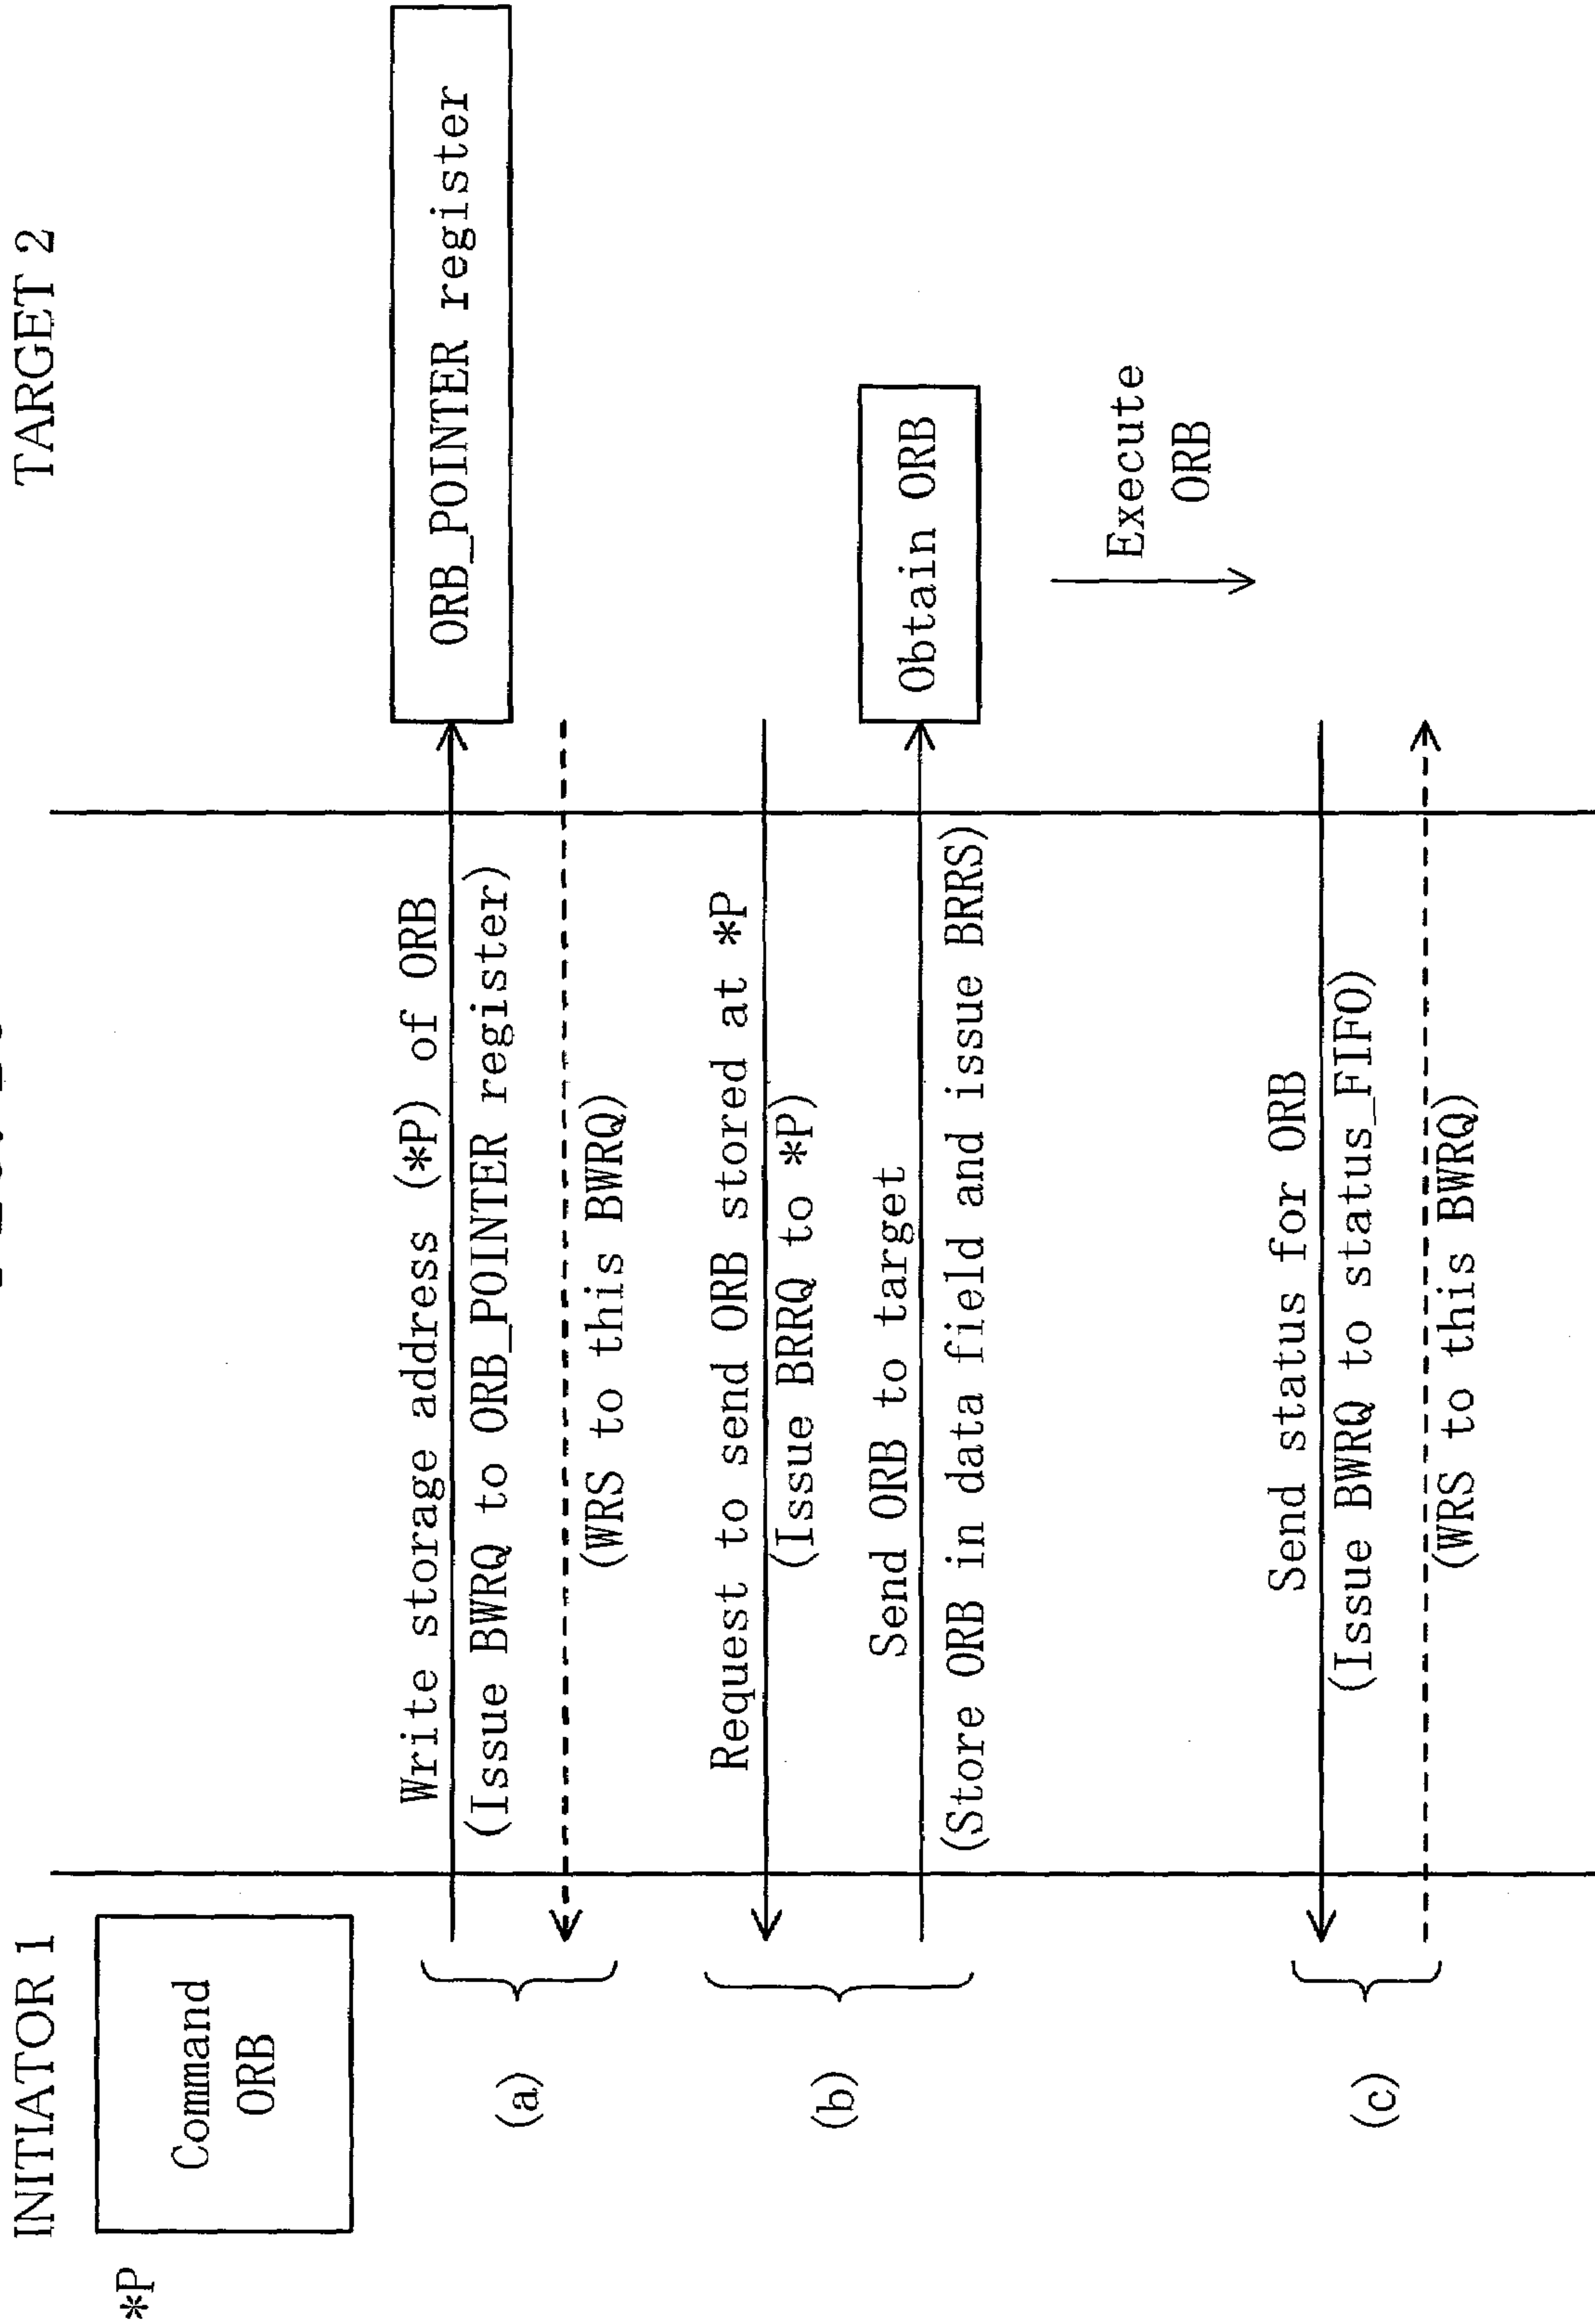 INITIATOR 1
TARGET 2
*P
Command
ORB
(a)
Write storage address (*P) of ORB
(Issue BWRQ to ORB_POINTER register)
ORB_POINTER register
(WRS to this BWRQ)
(b)
Request to send ORB stored at *P
(Issue BRRQ to *P)
Send ORB to target
(Store ORB in data field and issue BRRS)
Obtain ORB
Execute
ORB
(c)
Send status for ORB
(Issue BWRQ to status_FIFO)
(WRS to this BWRQ)